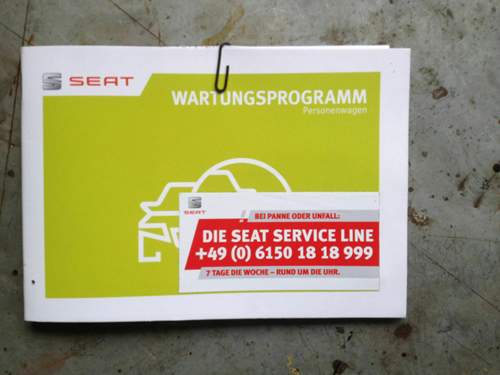 SEAT
WARTUNGSPROGRAMM
Personenwagen
SEAT
BEI PANNE ODER UNFALL:
DIE SEAT SERVICE LINE
+49 (0) 6150 18 18 999
7 TAGE DIE WOCHE – RUND UM DIE UHR.